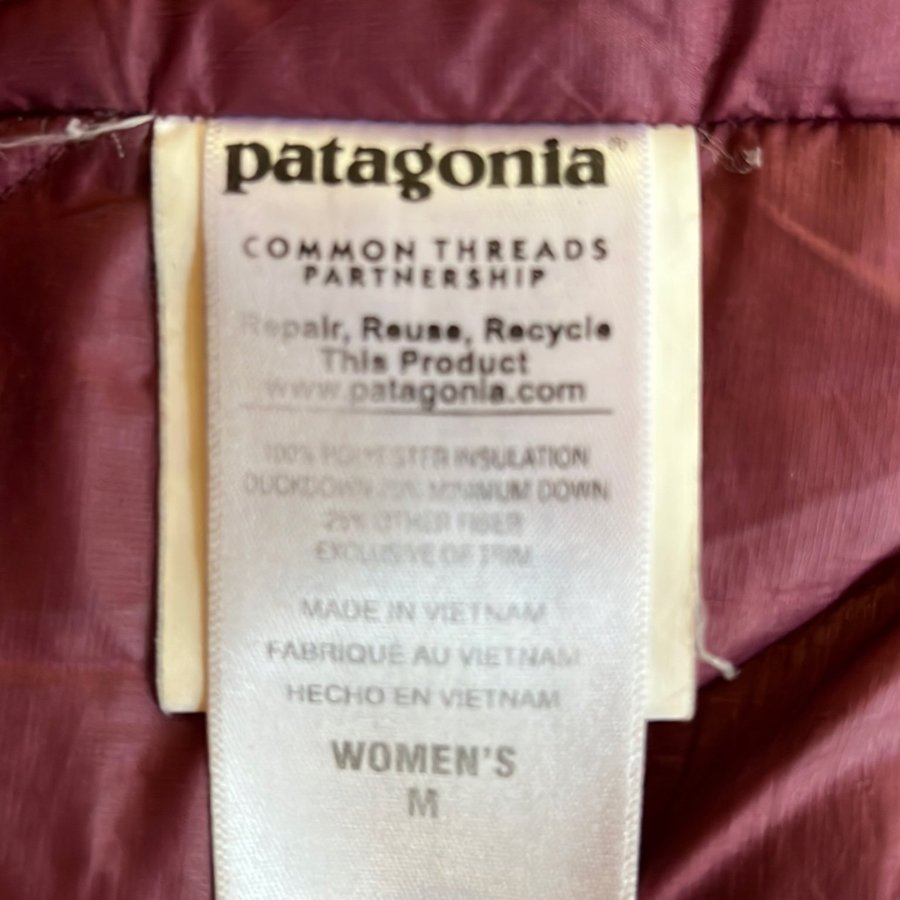 patagonia®
COMMON THREADS
PARTNERSHIP
Repair, Reuse, Recycle
This Product
www.patagonia.com
100% POLYESTER INSULATION
DUCKDOWN 75% MINIMUM DOWN
25% OTHER FIBER
EXCLUSIVE OF TRIM
MADE IN VIETNAM
FABRIQUÉ AU VIETNAM
HECHO EN VIETNAM
WOMEN'S
M